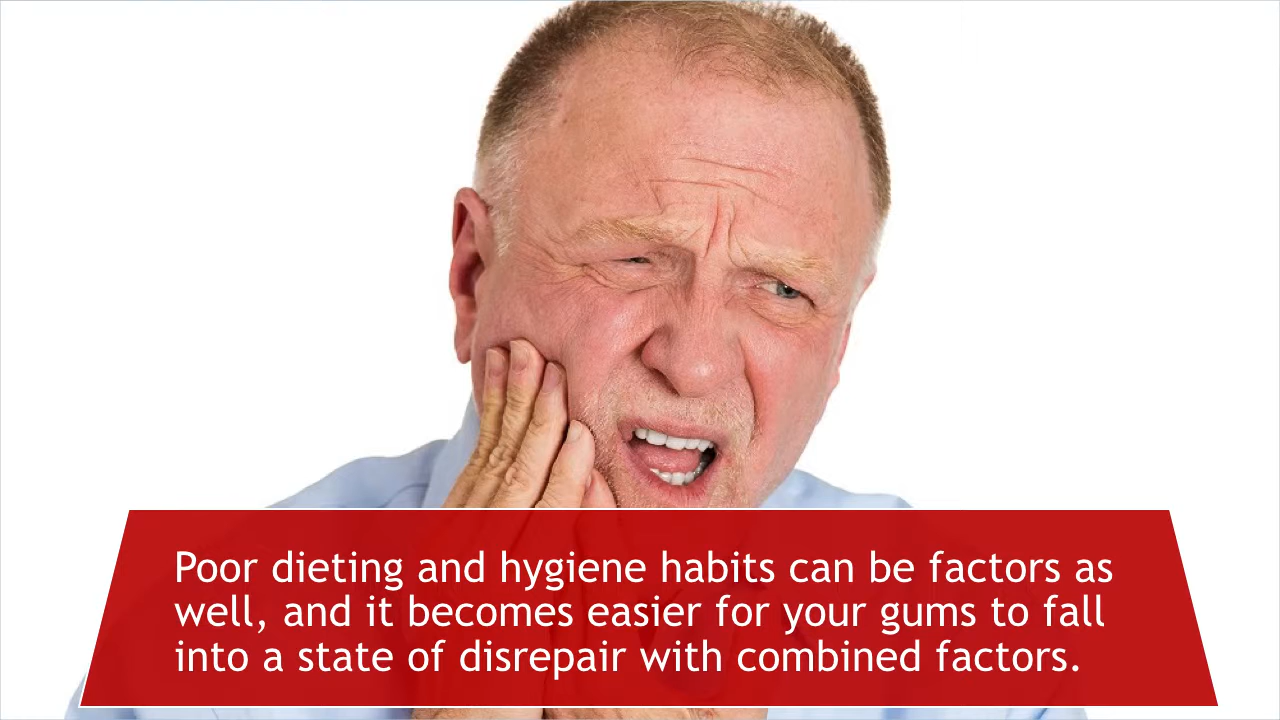 Poor dieting and hygiene habits can be factors as
well, and it becomes easier for your gums to fall
into a state of disrepair with combined factors.